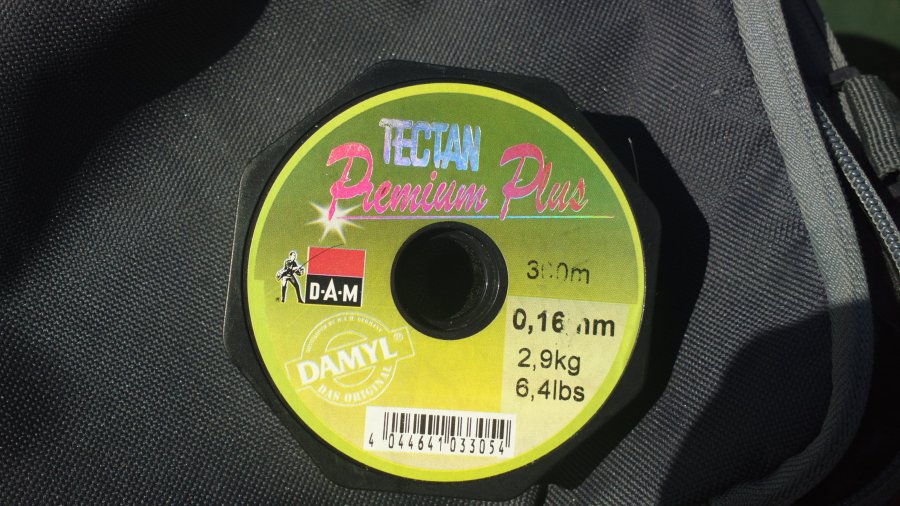 TECTAN
Premium Plus
300m
D·A·M
0,16mm
2,9kg
6,4lbs
DAMYL®
DAS ORIGINAL
4 044641 033054